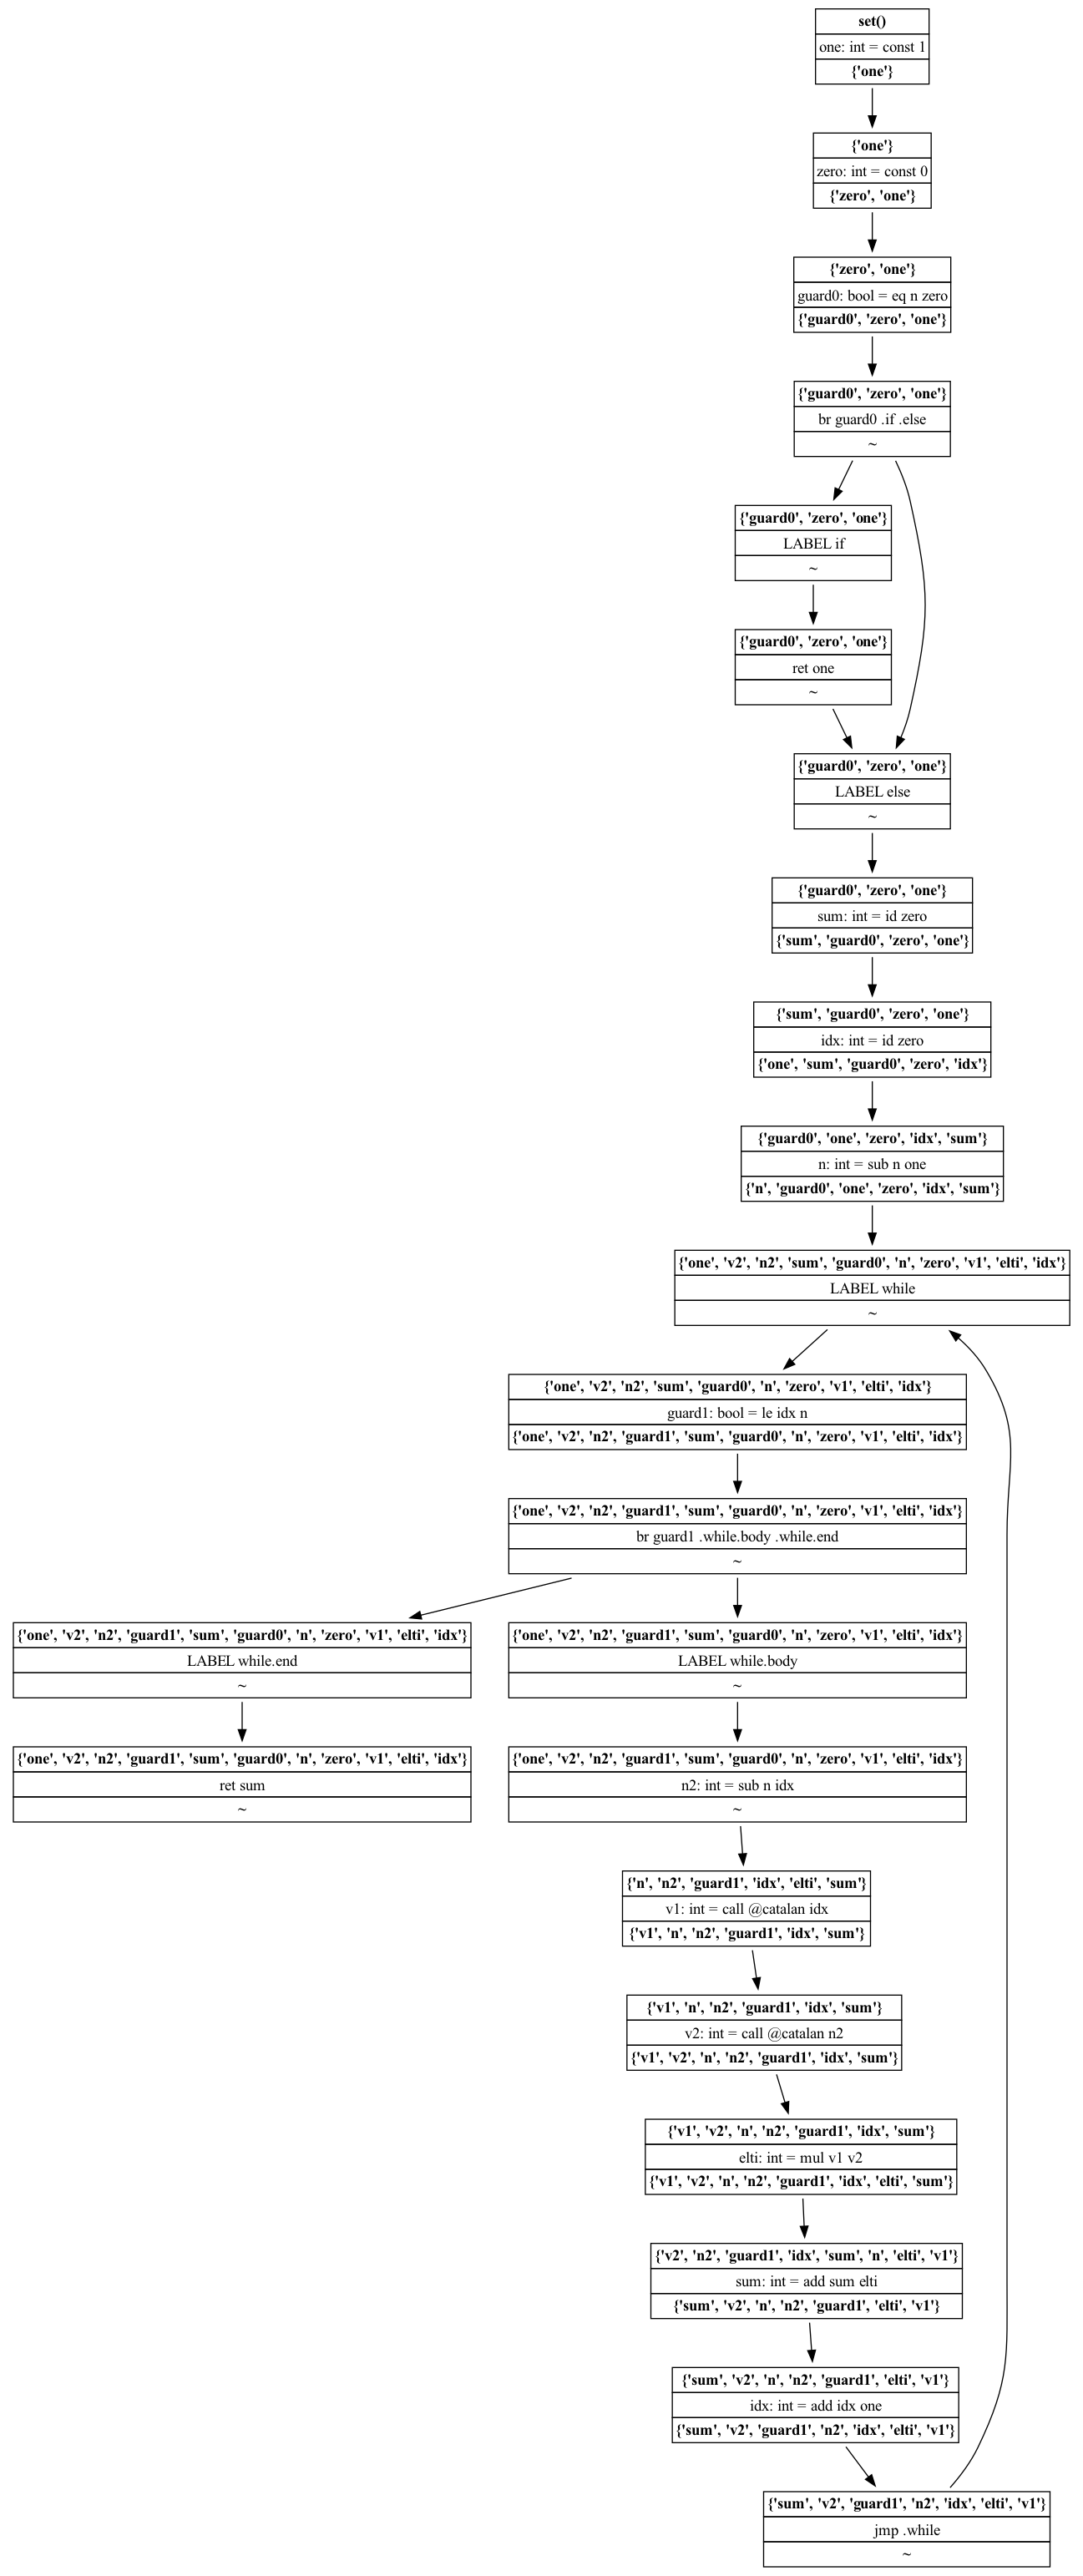 set()
one: int = const 1
{'one'}
{'one'}
zero: int = const 0
{'zero', 'one'}
{'zero', 'one'}
guard0: bool = eq n zero
{'guard0', 'zero', 'one'}
{'guard0', 'zero', 'one'}
br guard0 .if .else
~
{'guard0', 'zero', 'one'}
LABEL if
~
{'guard0', 'zero', 'one'}
ret one
~
{'guard0', 'zero', 'one'}
LABEL else
~
{'guard0', 'zero', 'one'}
sum: int = id zero
{'sum', 'guard0', 'zero', 'one'}
{'sum', 'guard0', 'zero', 'one'}
idx: int = id zero
{'one', 'sum', 'guard0', 'zero', 'idx'}
{'guard0', 'one', 'zero', 'idx', 'sum'}
n: int = sub n one
{'n', 'guard0', 'one', 'zero', 'idx', 'sum'}
{'one', 'v2', 'n2', 'sum', 'guard0', 'n', 'zero', 'v1', 'elti', 'idx'}
LABEL while
~
{'one', 'v2', 'n2', 'sum', 'guard0', 'n', 'zero', 'v1', 'elti', 'idx'}
guard1: bool = le idx n
{'one', 'v2', 'n2', 'guard1', 'sum', 'guard0', 'n', 'zero', 'v1', 'elti', 'idx'}
{'one', 'v2', 'n2', 'guard1', 'sum', 'guard0', 'n', 'zero', 'v1', 'elti', 'idx'}
br guard1 .while.body .while.end
~
{'one', 'v2', 'n2', 'guard1', 'sum', 'guard0', 'n', 'zero', 'v1', 'elti', 'idx'}
LABEL while.end
~
{'one', 'v2', 'n2', 'guard1', 'sum', 'guard0', 'n', 'zero', 'v1', 'elti', 'idx'}
ret sum
~
{'one', 'v2', 'n2', 'guard1', 'sum', 'guard0', 'n', 'zero', 'v1', 'elti', 'idx'}
LABEL while.body
~
{'one', 'v2', 'n2', 'guard1', 'sum', 'guard0', 'n', 'zero', 'v1', 'elti', 'idx'}
n2: int = sub n idx
~
{'n', 'n2', 'guard1', 'idx', 'elti', 'sum'}
v1: int = call @catalan idx
{'v1', 'n', 'n2', 'guard1', 'idx', 'sum'}
{'v1', 'n', 'n2', 'guard1', 'idx', 'sum'}
v2: int = call @catalan n2
{'v1', 'v2', 'n', 'n2', 'guard1', 'idx', 'sum'}
{'v1', 'v2', 'n', 'n2', 'guard1', 'idx', 'sum'}
elti: int = mul v1 v2
{'v1', 'v2', 'n', 'n2', 'guard1', 'idx', 'elti', 'sum'}
{'v2', 'n2', 'guard1', 'idx', 'sum', 'n', 'elti', 'v1'}
sum: int = add sum elti
{'sum', 'v2', 'n', 'n2', 'guard1', 'elti', 'v1'}
{'sum', 'v2', 'n', 'n2', 'guard1', 'elti', 'v1'}
idx: int = add idx one
{'sum', 'v2', 'guard1', 'n2', 'idx', 'elti', 'v1'}
{'sum', 'v2', 'guard1', 'n2', 'idx', 'elti', 'v1'}
jmp .while
~